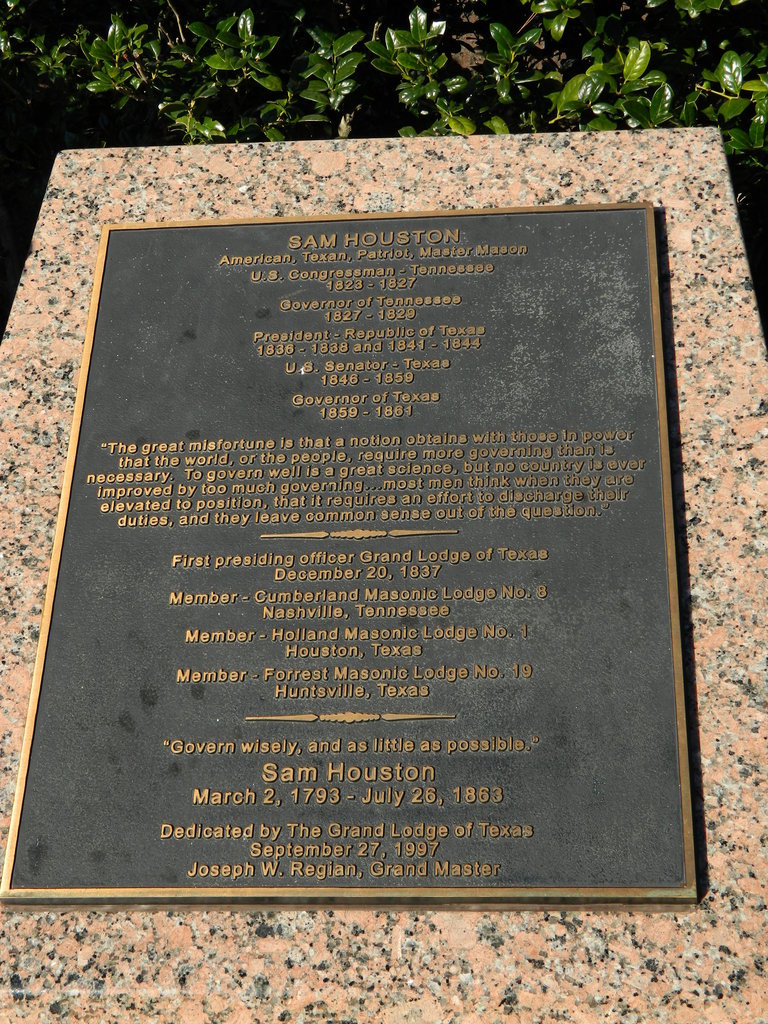 SAM HOUSTON
American, Texan, Patriot, Master Mason
U.S. Congressman - Tennessee
1823 - 1827
Governor of Tennessee
1827 - 1829
President - Republic of Texas
1836 - 1838 and 1841 - 1844
U.S. Senator - Texas
1846 - 1859
Governor of Texas
1859 - 1861
"The great misfortune is that a notion obtains with those in power
that the world, or the people, require more governing than is
necessary. To govern well is a great science, but no country is ever
improved by too much governing....most men think when they are
elevated to position, that it requires an effort to discharge their
duties, and they leave common sense out of the question."
First presiding officer Grand Lodge of Texas
December 20, 1837
Member - Cumberland Masonic Lodge No. 8
Nashville, Tennessee
Member - Holland Masonic Lodge No. 1
Houston, Texas
Member - Forrest Masonic Lodge No. 19
Huntsville, Texas
"Govern wisely, and as little as possible."
Sam Houston
March 2, 1793 - July 26, 1863
Dedicated by The Grand Lodge of Texas
September 27, 1997
Joseph W. Regian, Grand Master